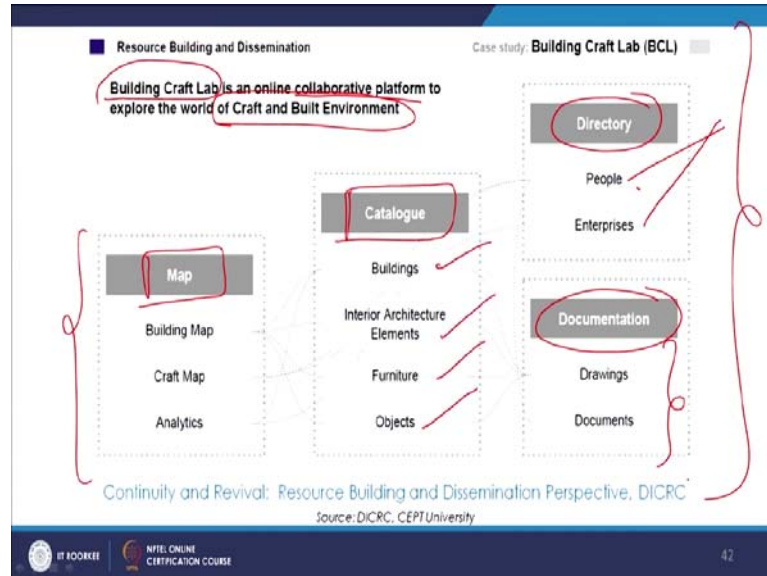 Resource Building and Dissemination
Case study: Building Craft Lab (BCL)
Building Craft Lab is an online collaborative platform to
explore the world of Craft and Built Environment
Map
Building Map
Craft Map
Analytics
Catalogue
Buildings
Interior Architecture
Elements
Furniture
Objects
Directory
People
Enterprises
Documentation
Drawings
Documents
Continuity and Revival: Resource Building and Dissemination Perspective, DICRC
Source: DICRC, CEPT University
IIT ROORKEE
NPTEL ONLINE
CERTIFICATION COURSE
42